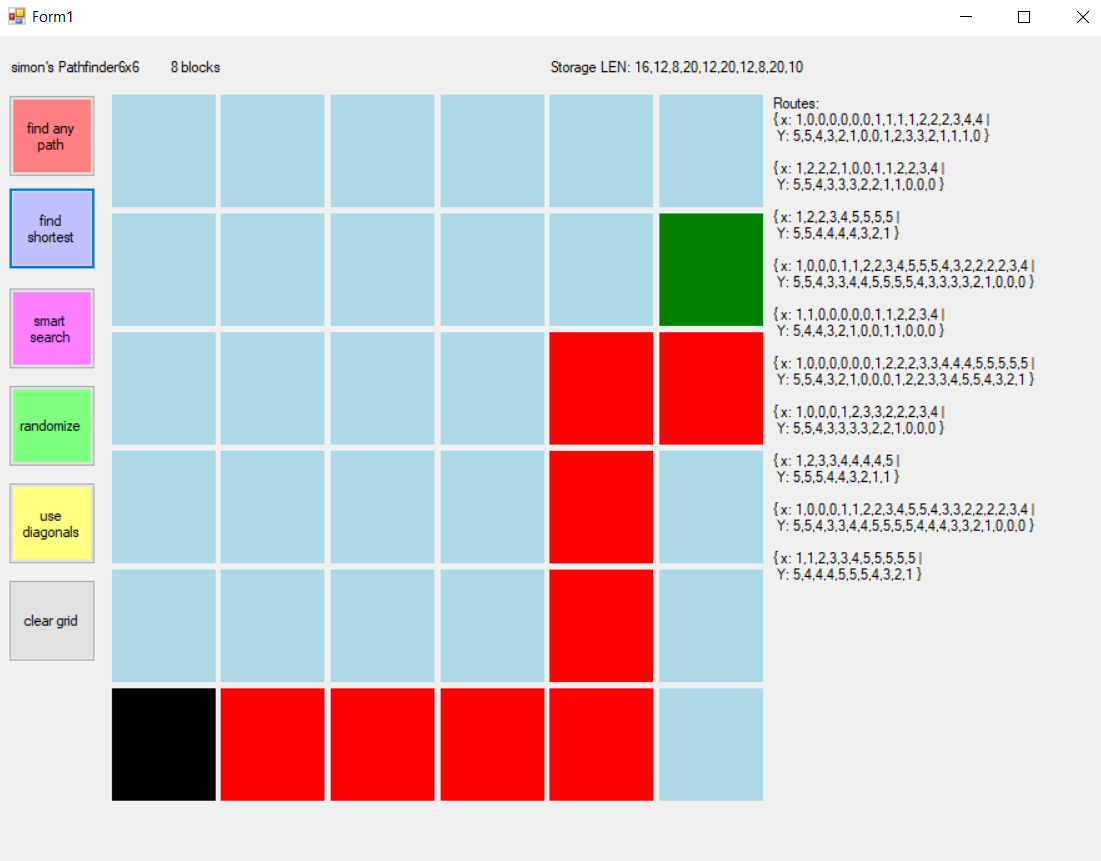 Form1
simon's Pathfinder6x6 8 blocks Storage LEN: 16,12,8,20,12,20,12,8,20,10
find any
path
find
shortest
smart
search
randomize
use
diagonals
clear grid
Routes:
{ x: 1,0,0,0,0,0,0,1,1,1,1,2,2,2,3,4,4 |
Y: 5,5,4,3,2,1,0,0,1,2,3,3,2,1,1,1,0 }
{ x: 1,2,2,2,1,0,0,1,1,2,2,3,4 |
Y: 5,5,4,3,3,3,2,2,1,1,0,0,0 }
{ x: 1,2,2,3,4,5,5,5,5 |
Y: 5,5,4,4,4,4,3,2,1 }
{ x: 1,0,0,0,1,1,2,2,3,4,5,5,5,4,3,2,2,2,2,3,4 |
Y: 5,5,4,3,3,4,4,5,5,5,5,4,3,3,3,3,2,1,0,0,0 }
{ x: 1,1,0,0,0,0,0,1,1,2,2,3,4 |
Y: 5,4,4,3,2,1,0,0,1,1,0,0,0 }
{ x: 1,0,0,0,0,0,0,1,2,2,2,3,3,4,4,4,5,5,5,5,5 |
Y: 5,5,4,3,2,1,0,0,0,1,2,2,3,3,4,5,5,4,3,2,1 }
{ x: 1,0,0,0,1,2,3,3,2,2,2,3,4 |
Y: 5,5,4,3,3,3,3,2,2,1,0,0,0 }
{ x: 1,2,3,3,4,4,4,4,5 |
Y: 5,5,5,4,4,3,2,1,1 }
{ x: 1,0,0,0,1,1,2,2,3,4,5,5,4,3,3,2,2,2,2,3,4 |
Y: 5,5,4,3,3,4,4,5,5,5,5,4,4,4,3,3,2,1,0,0,0 }
{ x: 1,1,2,3,3,4,5,5,5,5,5 |
Y: 5,4,4,4,5,5,5,4,3,2,1 }